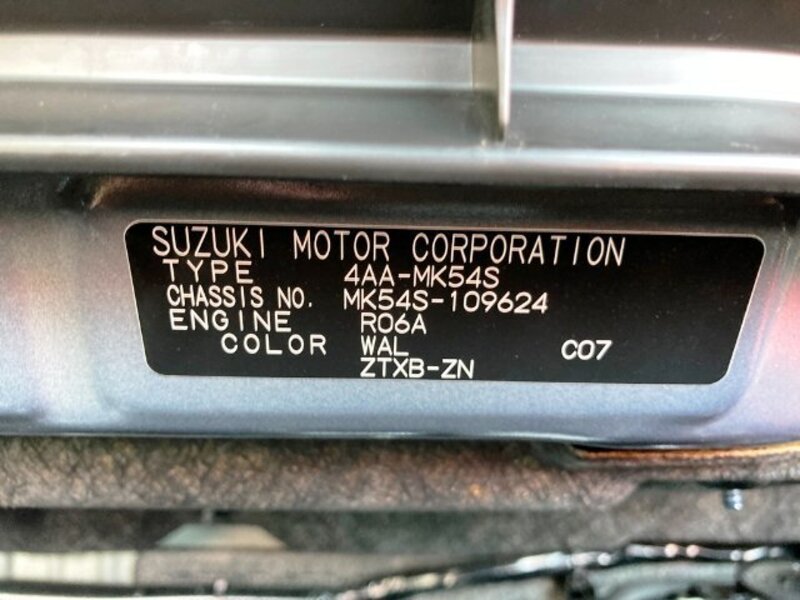 SUZUKI MOTOR CORPORATION
TYPE 4AA-MK54S
CHASSIS NO. MK54S-109624
ENGINE R06A
COLOR WAL C07
ZTXB-ZN